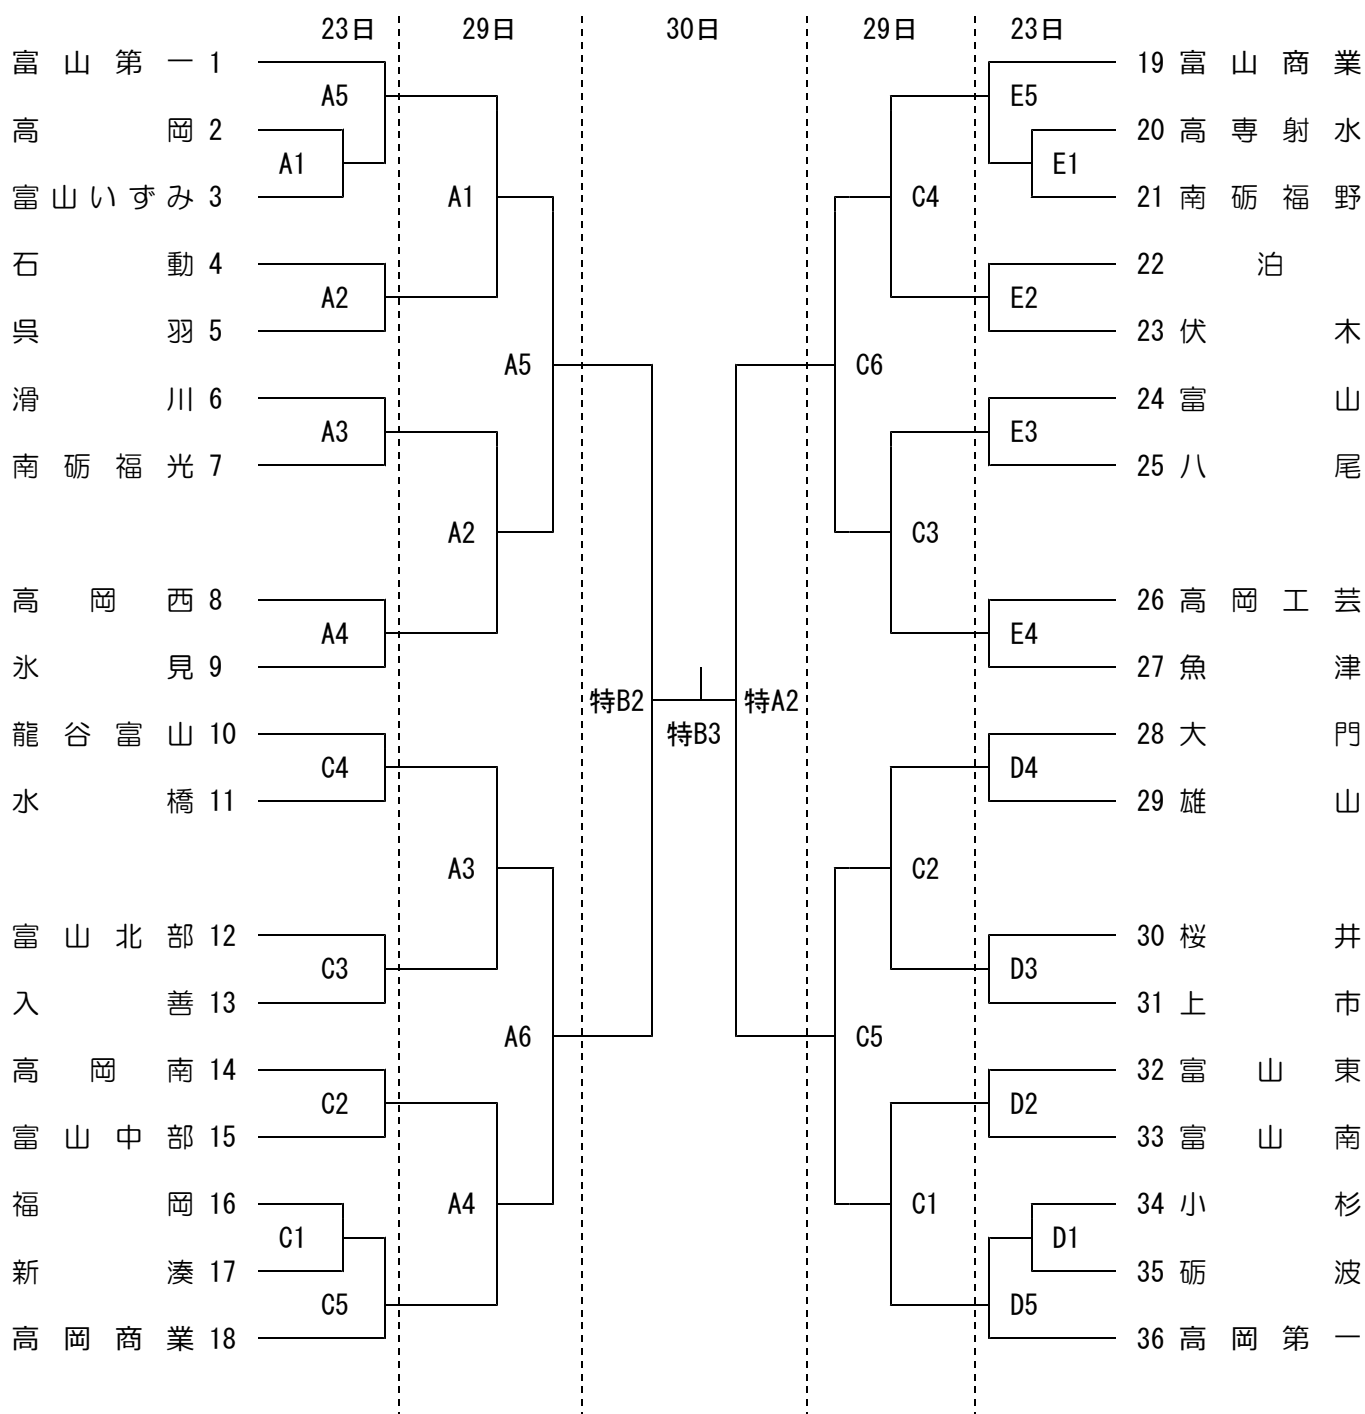 23日 29日 30日 29日 23日
富山第一 1 19 富山商業
A5 E5
高岡 2 20 高専射水
A1 E1
富山いずみ 3 A1 C4 21 南砺福野
石動 4 22 泊
A2 E2
呉羽 5 23 伏木
A5 C6
滑川 6 24 富山
A3 E3
南砺福光 7 25 八尾
A2 C3
高岡西 8 26 高岡工芸
A4 E4
氷見 9 27 魚津
特B2 特A2
龍谷富山 10 特B3 28 大門
C4 D4
水橋 11 29 雄山
A3 C2
富山北部 12 30 桜井
C3 D3
入善 13 31 上市
A6 C5
高岡南 14 32 富山東
C2 D2
富山中部 15 33 富山南
福岡 16 A4 C1 34 小杉
C1 D1
新湊 17 35 砺波
C5 D5
高岡商業 18 36 高岡第一